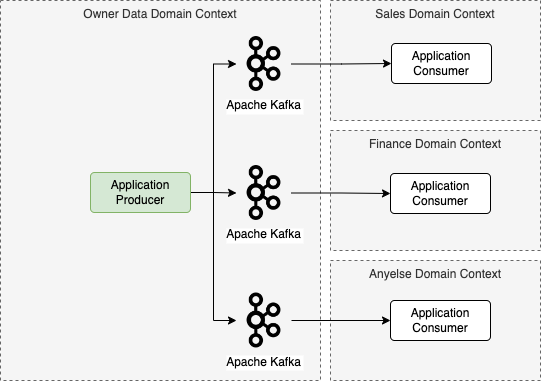 Owner Data Domain Context
Apache Kafka
Application
Producer
Apache Kafka
Apache Kafka
Sales Domain Context
Application
Consumer
Finance Domain Context
Application
Consumer
Anyelse Domain Context
Application
Consumer